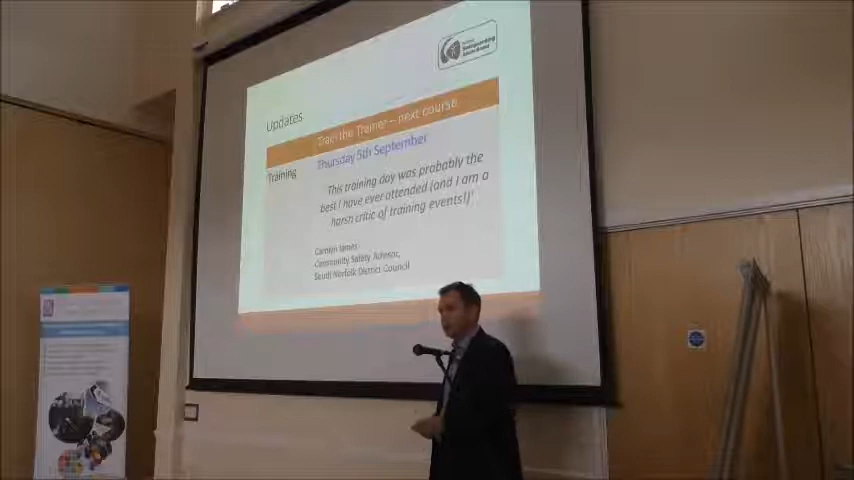 Safeguarding
Updates
Train the Trainer – next course
Thursday 5th September
Training
This training day was probably the
best I have ever attended (and I am a
harsh critic of training events!)'
James
Community Safety Advisor,
South Norfolk District Council